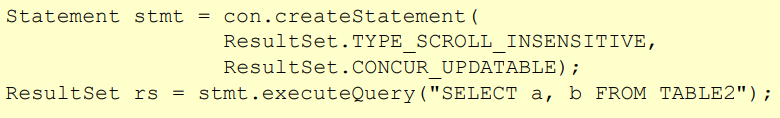 Statement stmt = con.createStatement(
ResultSet.TYPE_SCROLL_INSENSITIVE,
ResultSet.CONCUR_UPDATABLE);
ResultSet rs = stmt.executeQuery("SELECT a, b FROM TABLE2");